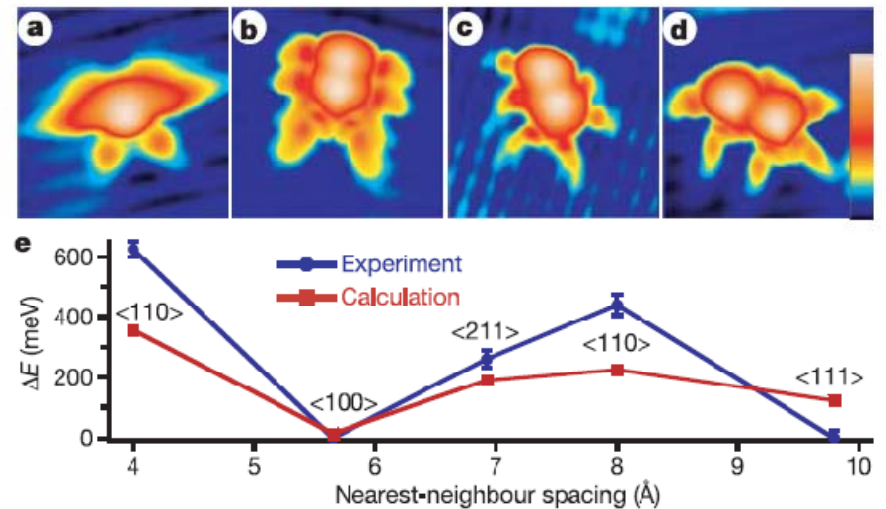 a b c d
e
Experiment
Calculation
<110>
<100>
<211>
<110>
<111>
ΔE (meV)
600
400
200
0
4 5 6 7 8 9 10
Nearest-neighbour spacing (Å)